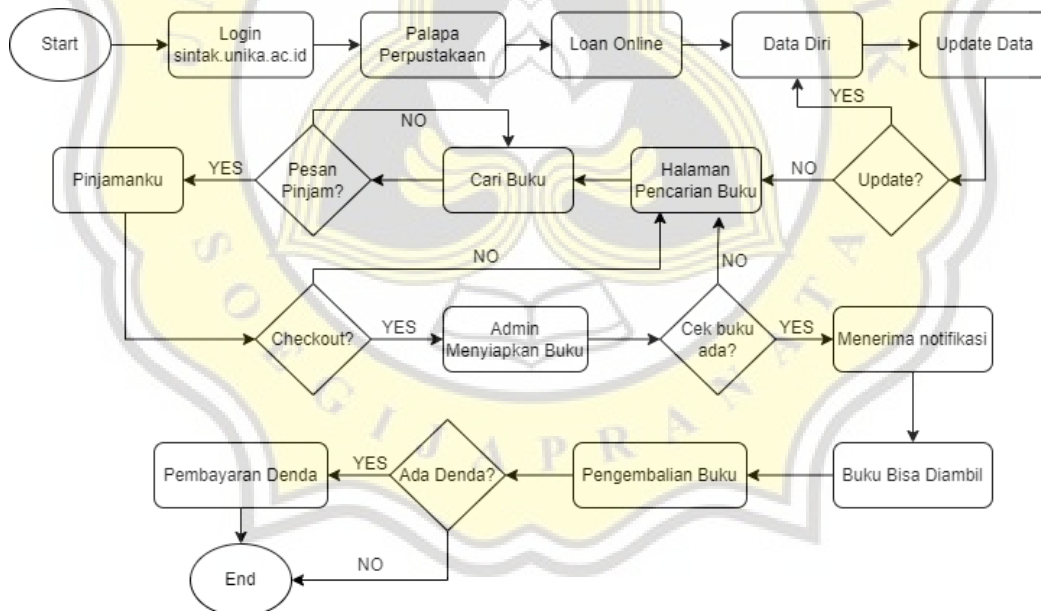 Start
Login
sintak.unika.ac.id
Palapa
Perpustakaan
Loan Online
Data Diri
Update Data
YES
Update?
NO
Halaman
Pencarian Buku
Cari Buku
NO
Pesan
Pinjam?
YES
Pinjamanku
Checkout?
NO
YES
Admin
Menyiapkan Buku
Cek buku
ada?
NO
YES
Menerima notifikasi
Buku Bisa Diambil
Pengembalian Buku
Ada Denda?
YES
Pembayaran Denda
NO
End
SOEGIJAPRANATA